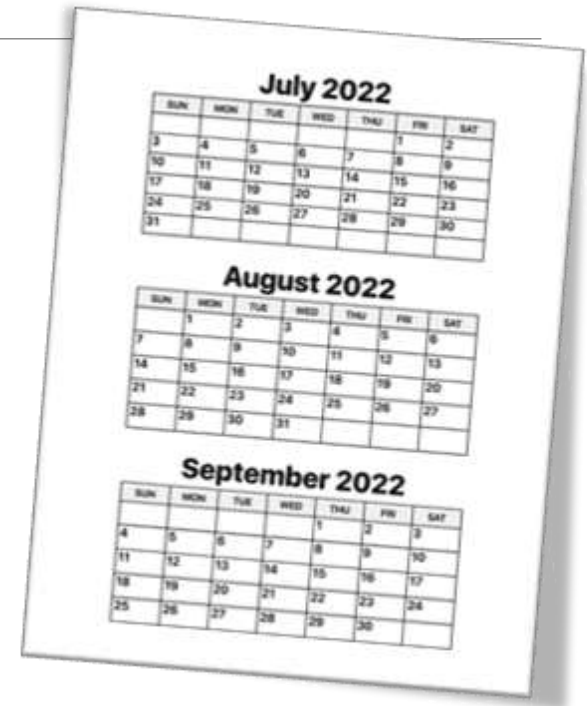 July 2022
SUN MON TUE WED THU FRI SAT
1 2
3 4 5 6 7 8 9
10 11 12 13 14 15 16
17 18 19 20 21 22 23
24 25 26 27 28 29 30
31
August 2022
SUN MON TUE WED THU FRI SAT
1 2 3 4 5 6
7 8 9 10 11 12 13
14 15 16 17 18 19 20
21 22 23 24 25 26 27
28 29 30 31
September 2022
SUN MON TUE WED THU FRI SAT
1 2 3
4 5 6 7 8 9 10
11 12 13 14 15 16 17
18 19 20 21 22 23 24
25 26 27 28 29 30